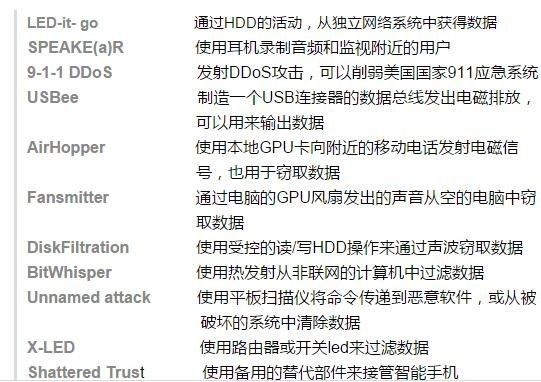 LED-it- go 通过HDD的活动，从独立网络系统中获得数据
SPEAKE(a)R 使用耳机录制音频和监视附近的用户
9-1-1 DDoS 发射DDoS攻击，可以削弱美国国家911应急系统
USBee 制造一个USB连接器的数据总线发出电磁排放，
可以用来输出数据
AirHopper 使用本地GPU卡向附近的移动电话发射电磁信
号，也用于窃取数据
Fansmitter 通过电脑的GPU风扇发出的声音从空的电脑中窃
取数据
DiskFiltration 使用受控的读/写HDD操作来通过声波窃取数据
BitWhisper 使用热发射从非联网的计算机中过滤数据
Unnamed attack 使用平板扫描仪将命令传递到恶意软件，或从被
破坏的系统中清除数据
X-LED 使用路由器或开关led来过滤数据
Shattered Trust 使用备用的替代部件来接管智能手机